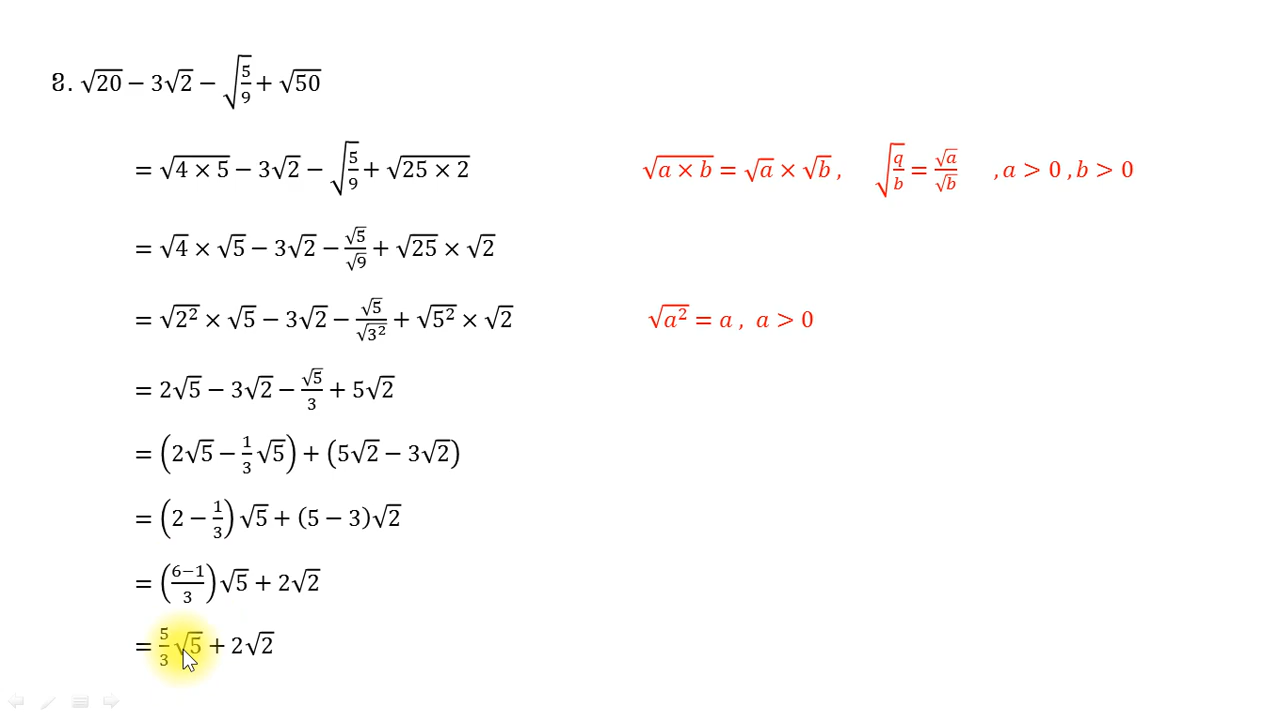 8. √20 − 3√2 − √(5/9) + √50
= √(4 × 5) − 3√2 − √(5/9) + √(25 × 2) √(a × b) = √a × √b , √(q/b) = √a/√b , a > 0 , b > 0
= √4 × √5 − 3√2 − √5/√9 + √25 × √2
= √(2²) × √5 − 3√2 − √5/√(3²) + √(5²) × √2 √(a²) = a , a > 0
= 2√5 − 3√2 − √5/3 + 5√2
= (2√5 − 1/3 √5) + (5√2 − 3√2)
= (2 − 1/3) √5 + (5 − 3)√2
= ((6−1)/3) √5 + 2√2
= 5/3 √5 + 2√2